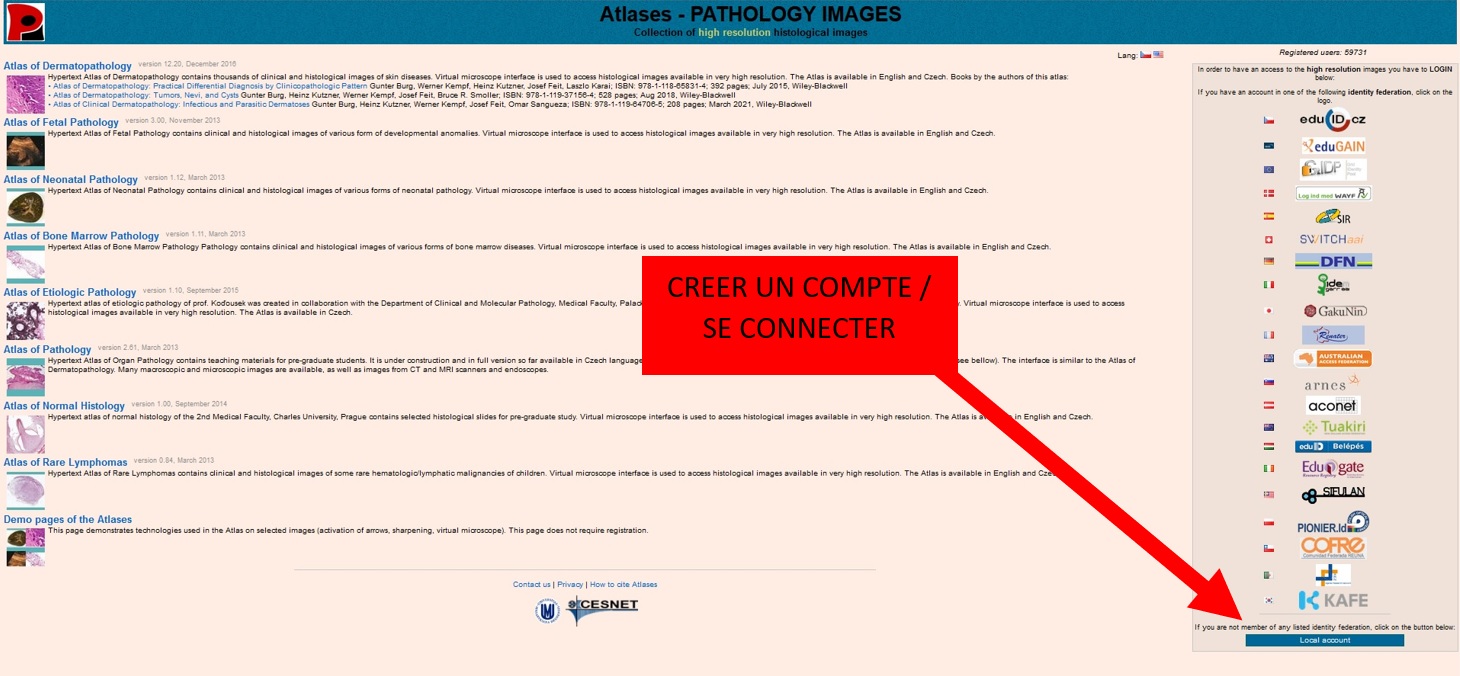 Atlases - PATHOLOGY IMAGES
Collection of high resolution histological images
Lang:
Registered users: 59731
Atlas of Dermatopathology version 12.20, December 2016
Hypertext Atlas of Dermatopathology contains thousands of clinical and histological images of skin diseases. Virtual microscope interface is used to access histological images available in very high resolution. The Atlas is available in English and Czech. Books by the authors of this atlas:
• Atlas of Dermatopathology: Practical Differential Diagnosis by Clinicopathologic Pattern Gunter Burg, Werner Kempf, Heinz Kutzner, Josef Feit, Laszlo Karai; ISBN: 978-1-118-65831-4; 392 pages; July 2015, Wiley-Blackwell
• Atlas of Dermatopathology: Tumors, Nevi, and Cysts Gunter Burg, Heinz Kutzner, Werner Kempf, Josef Feit, Bruce R. Smoller; ISBN: 978-1-119-37156-4; 528 pages; Aug 2018, Wiley-Blackwell
• Atlas of Clinical Dermatopathology: Infectious and Parasitic Dermatoses Gunter Burg, Heinz Kutzner, Werner Kempf, Josef Feit, Omar Sangueza; ISBN: 978-1-119-64706-5; 208 pages; March 2021, Wiley-Blackwell
Atlas of Fetal Pathology version 3.00, November 2013
Hypertext Atlas of Fetal Pathology contains clinical and histological images of various form of developmental anomalies. Virtual microscope interface is used to access histological images available in very high resolution. The Atlas is available in English and Czech.
Atlas of Neonatal Pathology version 1.12, March 2013
Hypertext Atlas of Neonatal Pathology contains clinical and histological images of various forms of neonatal pathology. Virtual microscope interface is used to access histological images available in very high resolution. The Atlas is available in English and Czech.
Atlas of Bone Marrow Pathology version 1.11, March 2013
Hypertext Atlas of Bone Marrow Pathology Pathology contains clinical and histological images of various forms of bone marrow diseases. Virtual microscope interface is used to access histological images available in very high resolution. The Atlas is available in English and Czech.
Atlas of Etiologic Pathology version 1.10, September 2015
Hypertext atlas of etiologic pathology of prof. Koďousek was created in collaboration with the Department of Clinical and Molecular Pathology, Medical Faculty, . Virtual microscope interface is used to access
histological images available in very high resolution. The Atlas is available in Czech.
Atlas of Pathology version 2.51, March 2013
Hypertext Atlas of Organ Pathology contains teaching materials for pre-graduate students. It is under construction and in full version so far available in Czech language see bellow). The interface is similar to the Atlas of
Dermatopathology. Many macroscopic and microscopic images are available, as well as images from CT and MRI scanners and endoscopes.
Atlas of Normal Histology version 1.00, September 2014
Hypertext atlas of normal histology of the 2nd Medical Faculty, Charles University, Prague contains selected histological slides for pre-graduate study. Virtual microscope interface is used to access histological images available in very high resolution. The Atlas is in English and Czech.
Atlas of Rare Lymphomas version 0.84, March 2013
Hypertext Atlas of Rare Lymphomas contains clinical and histological images of some rare hematologic/lymphatic malignancies of children. Virtual microscope interface is used to access histological images available in very high resolution. The Atlas is available in English and
Demo pages of the Atlases
This page demonstrates technologies used in the Atlas on selected images (activation of arrows, sharpening, virtual microscope). This page does not require registration.
Contact us | Privacy | How to cite Atlases
CESNET
CREER UN COMPTE /
SE CONNECTER
In order to have an access to the high resolution images you have to LOGIN
below:
If you have an account in one of the following identity federation, click on the
logo.
eduID.cz
eduGAIN
GIDP
Log ind med WAYF
SIR
SWITCHaai
DFN
idem
garr aai
GakuNin
Rénater
AUSTRALIAN
ACCESS FEDERATION
arnes
aconet
Tuakiri
eduID Belépés
Edugate
SIFULAN
PIONIER.Id
COFRe
Comunidad Federada REUNA
KAFE
If you are not member of any listed identity federation, click on the button below:
Local account